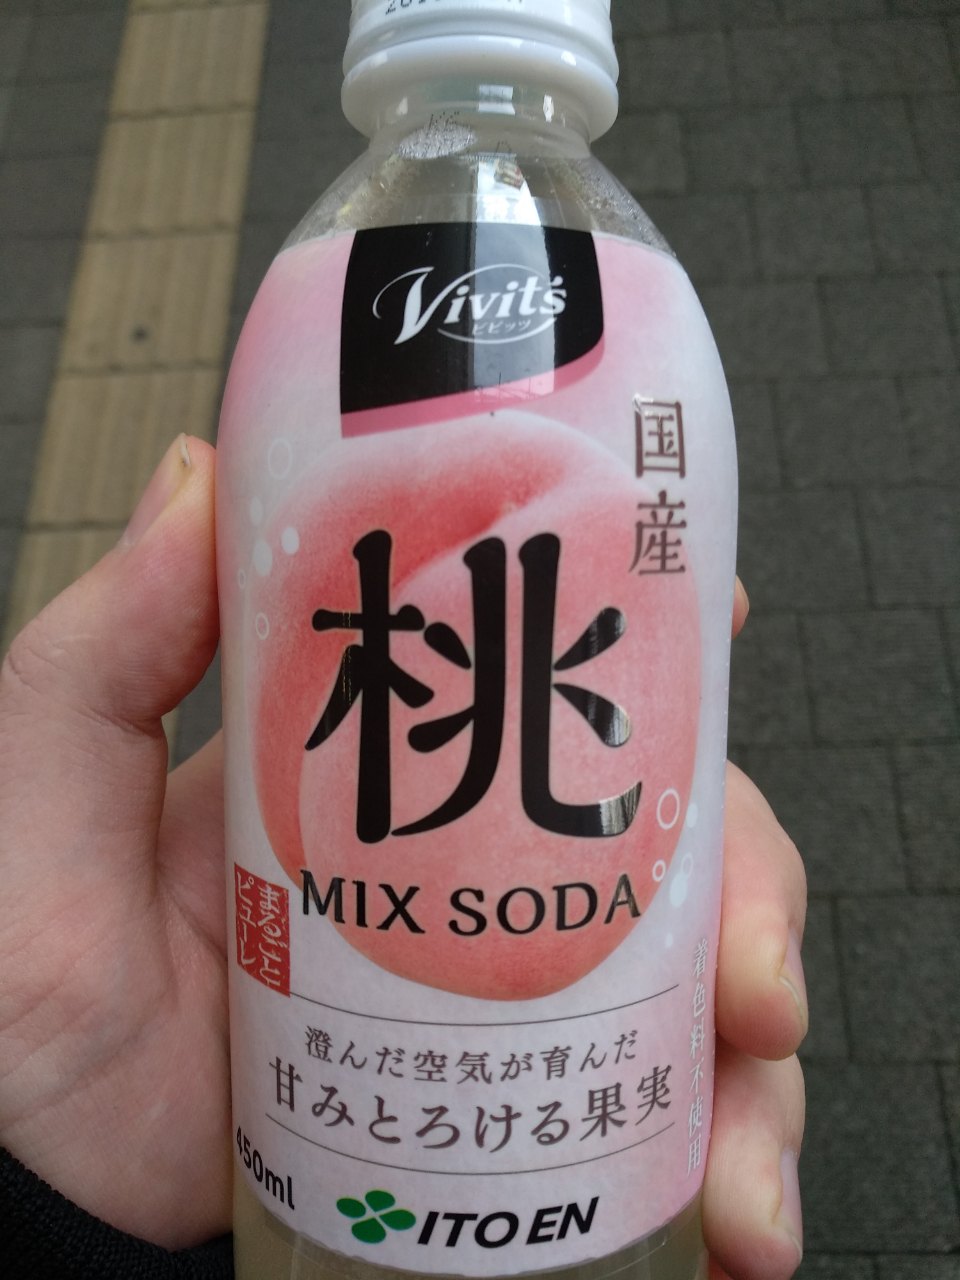 Vivit's
ビビッツ
国産
桃
MIX SODA
まるごと
ピューレ
澄んだ空気が育んだ
甘みとろける果実
着色料不使用
450ml
ITO EN